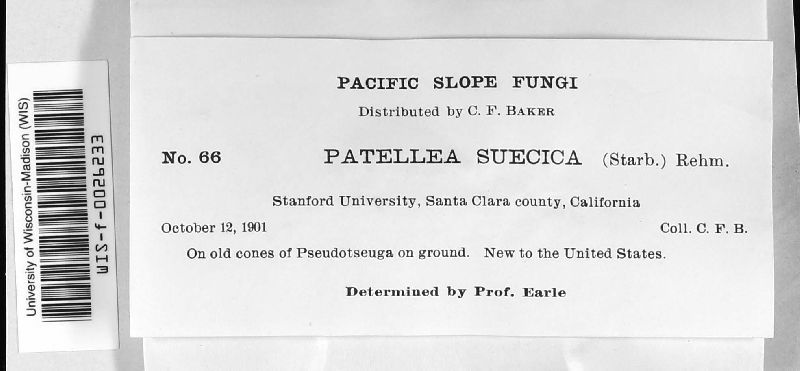 PACIFIC SLOPE FUNGI
Distributed by C. F. BAKER
No. 66 PATELLEA SUECICA (Starb.) Rehm.
Stanford University, Santa Clara county, California
October 12, 1901 Coll. C. F. B.
On old cones of Pseudotseuga on ground. New to the United States.
Determined by Prof. Earle
University of Wisconsin-Madison (WIS)
WIS-f-0026233